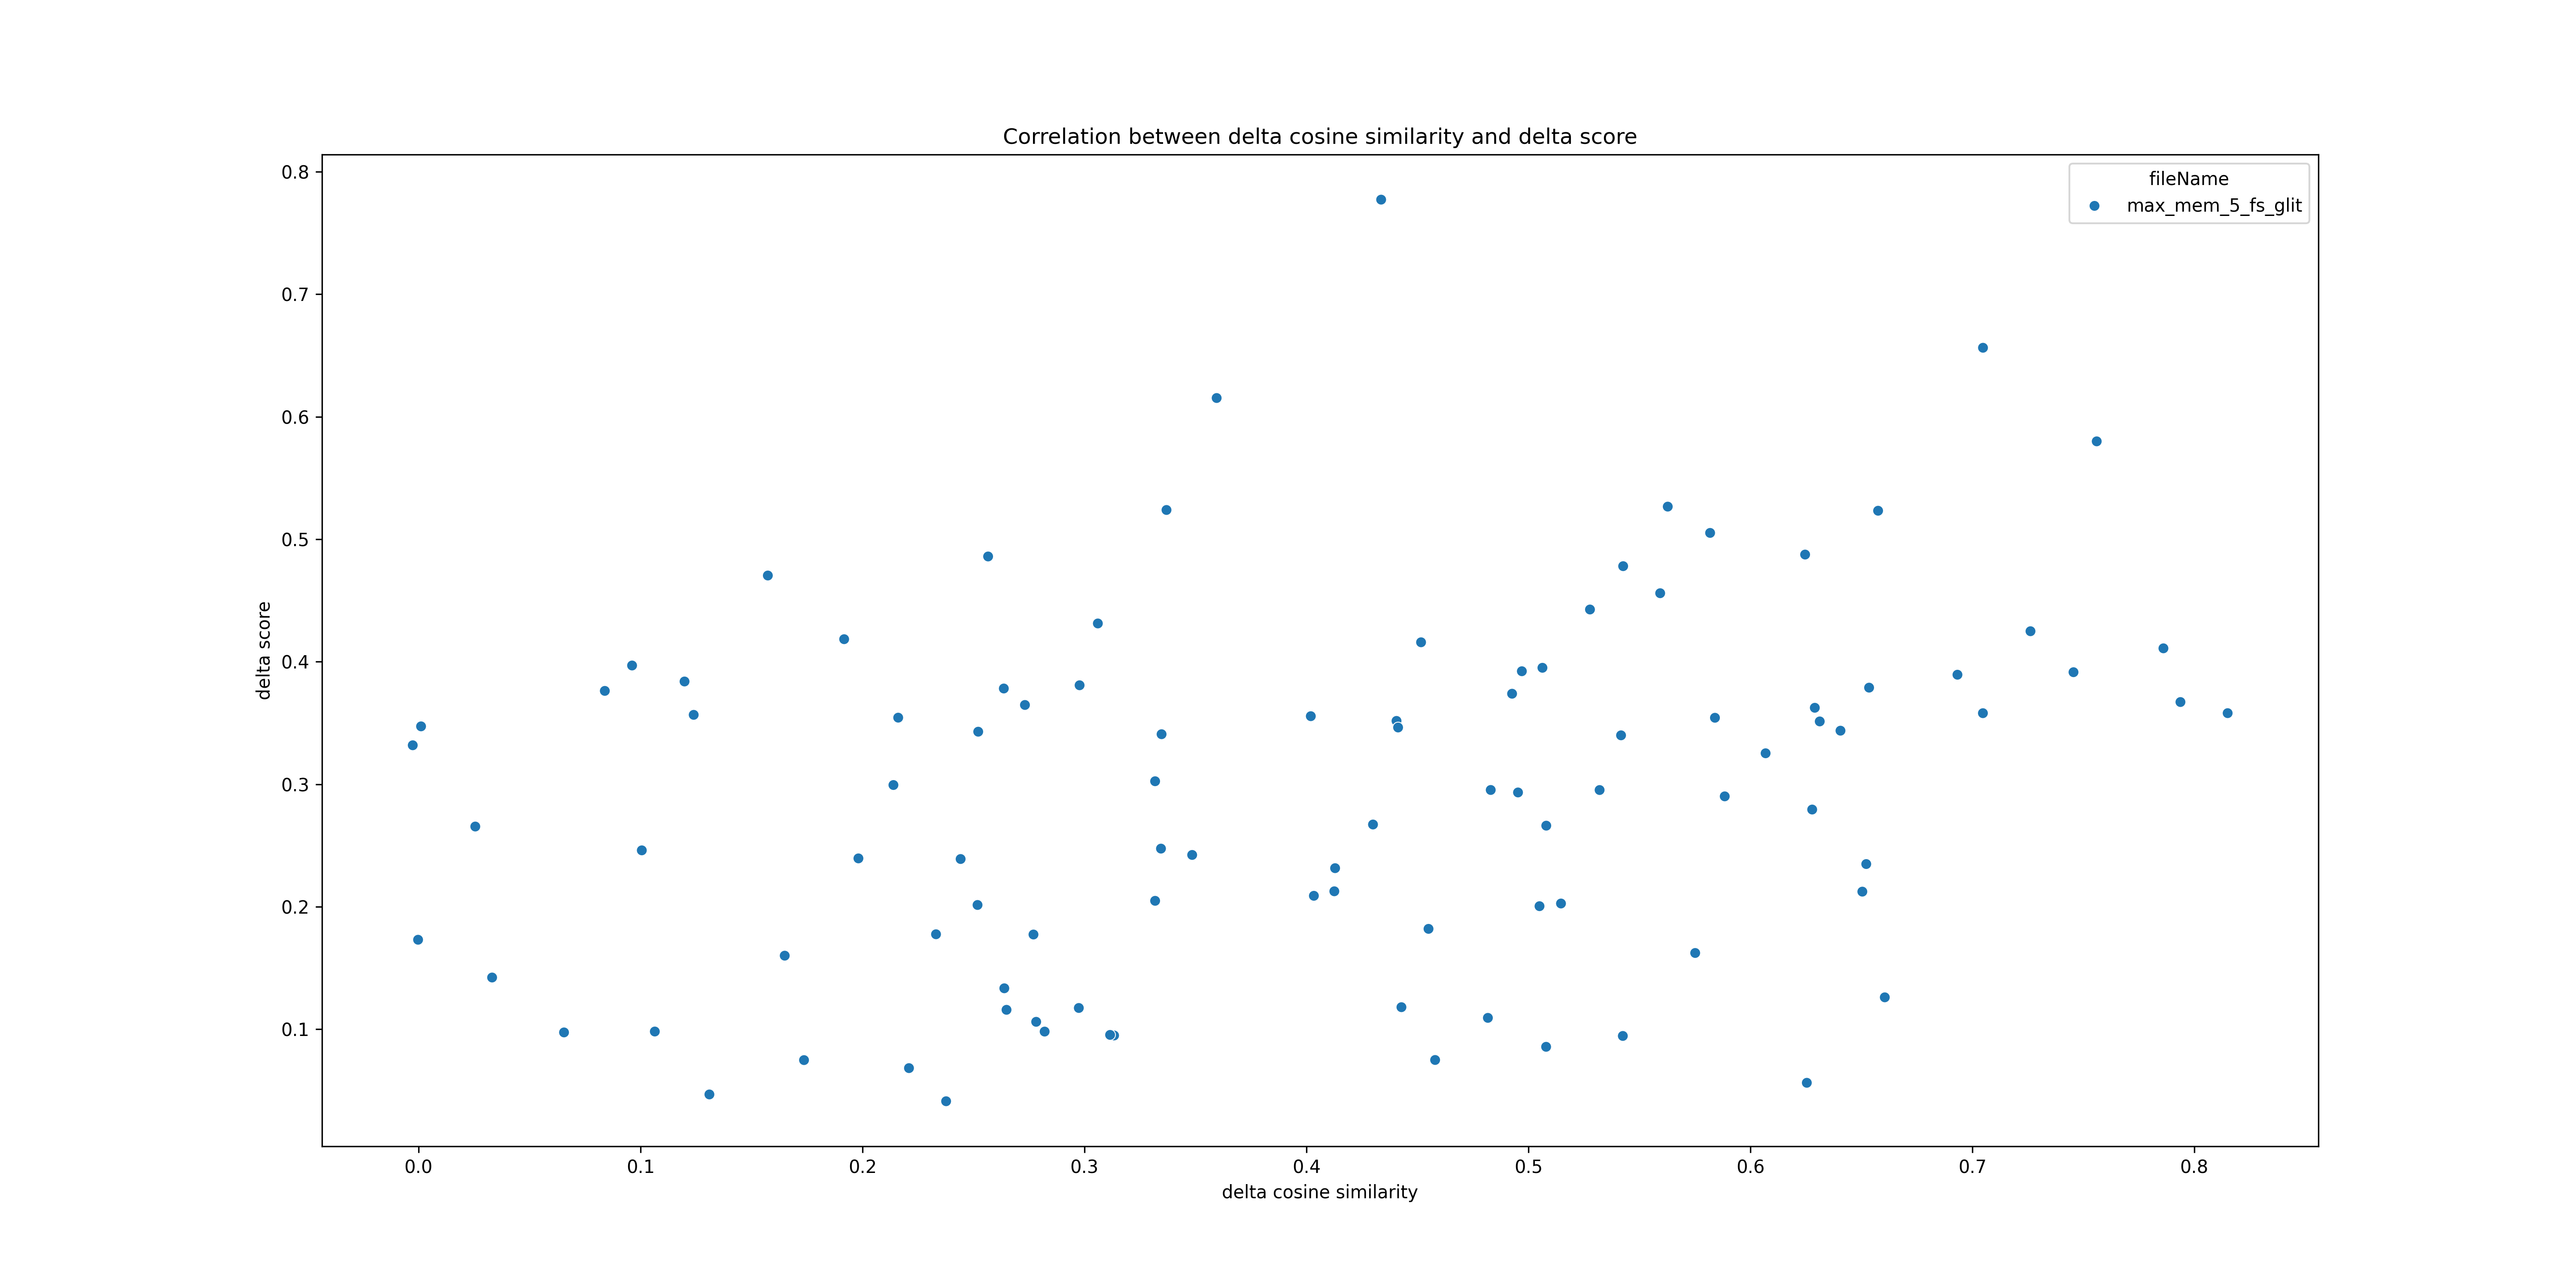 Correlation between delta cosine similarity and delta score
fileName
max_mem_5_fs_glit
0.8
0.7
0.6
0.5
0.4
0.3
0.2
0.1
delta score
0.0 0.1 0.2 0.3 0.4 0.5 0.6 0.7 0.8
delta cosine similarity